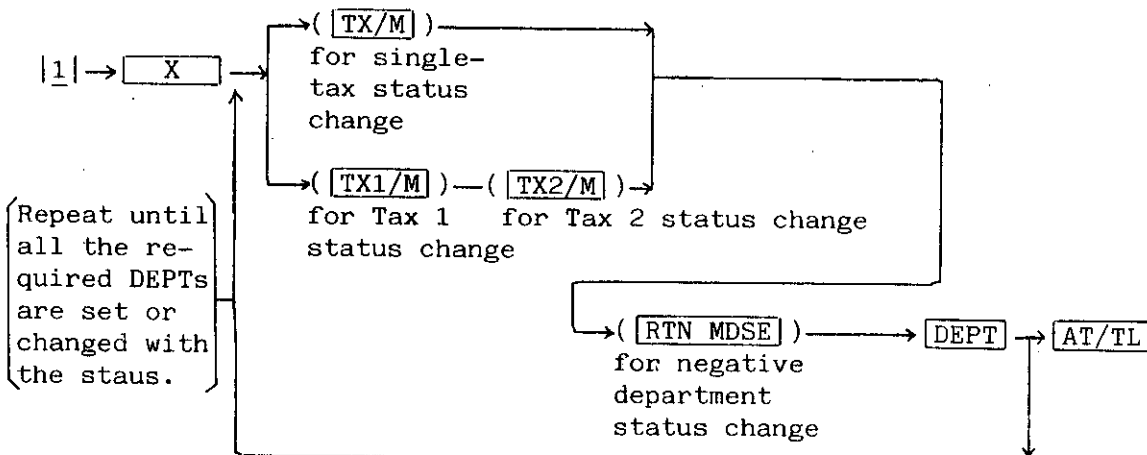 ( TX/M )
for single-
tax status
change
|1| → X
( TX1/M ) — ( TX2/M )
for Tax 1 for Tax 2 status change
status change
Repeat until
all the re-
quired DEPTs
are set or
changed with
the staus.
( RTN MDSE ) DEPT AT/TL
for negative
department
status change